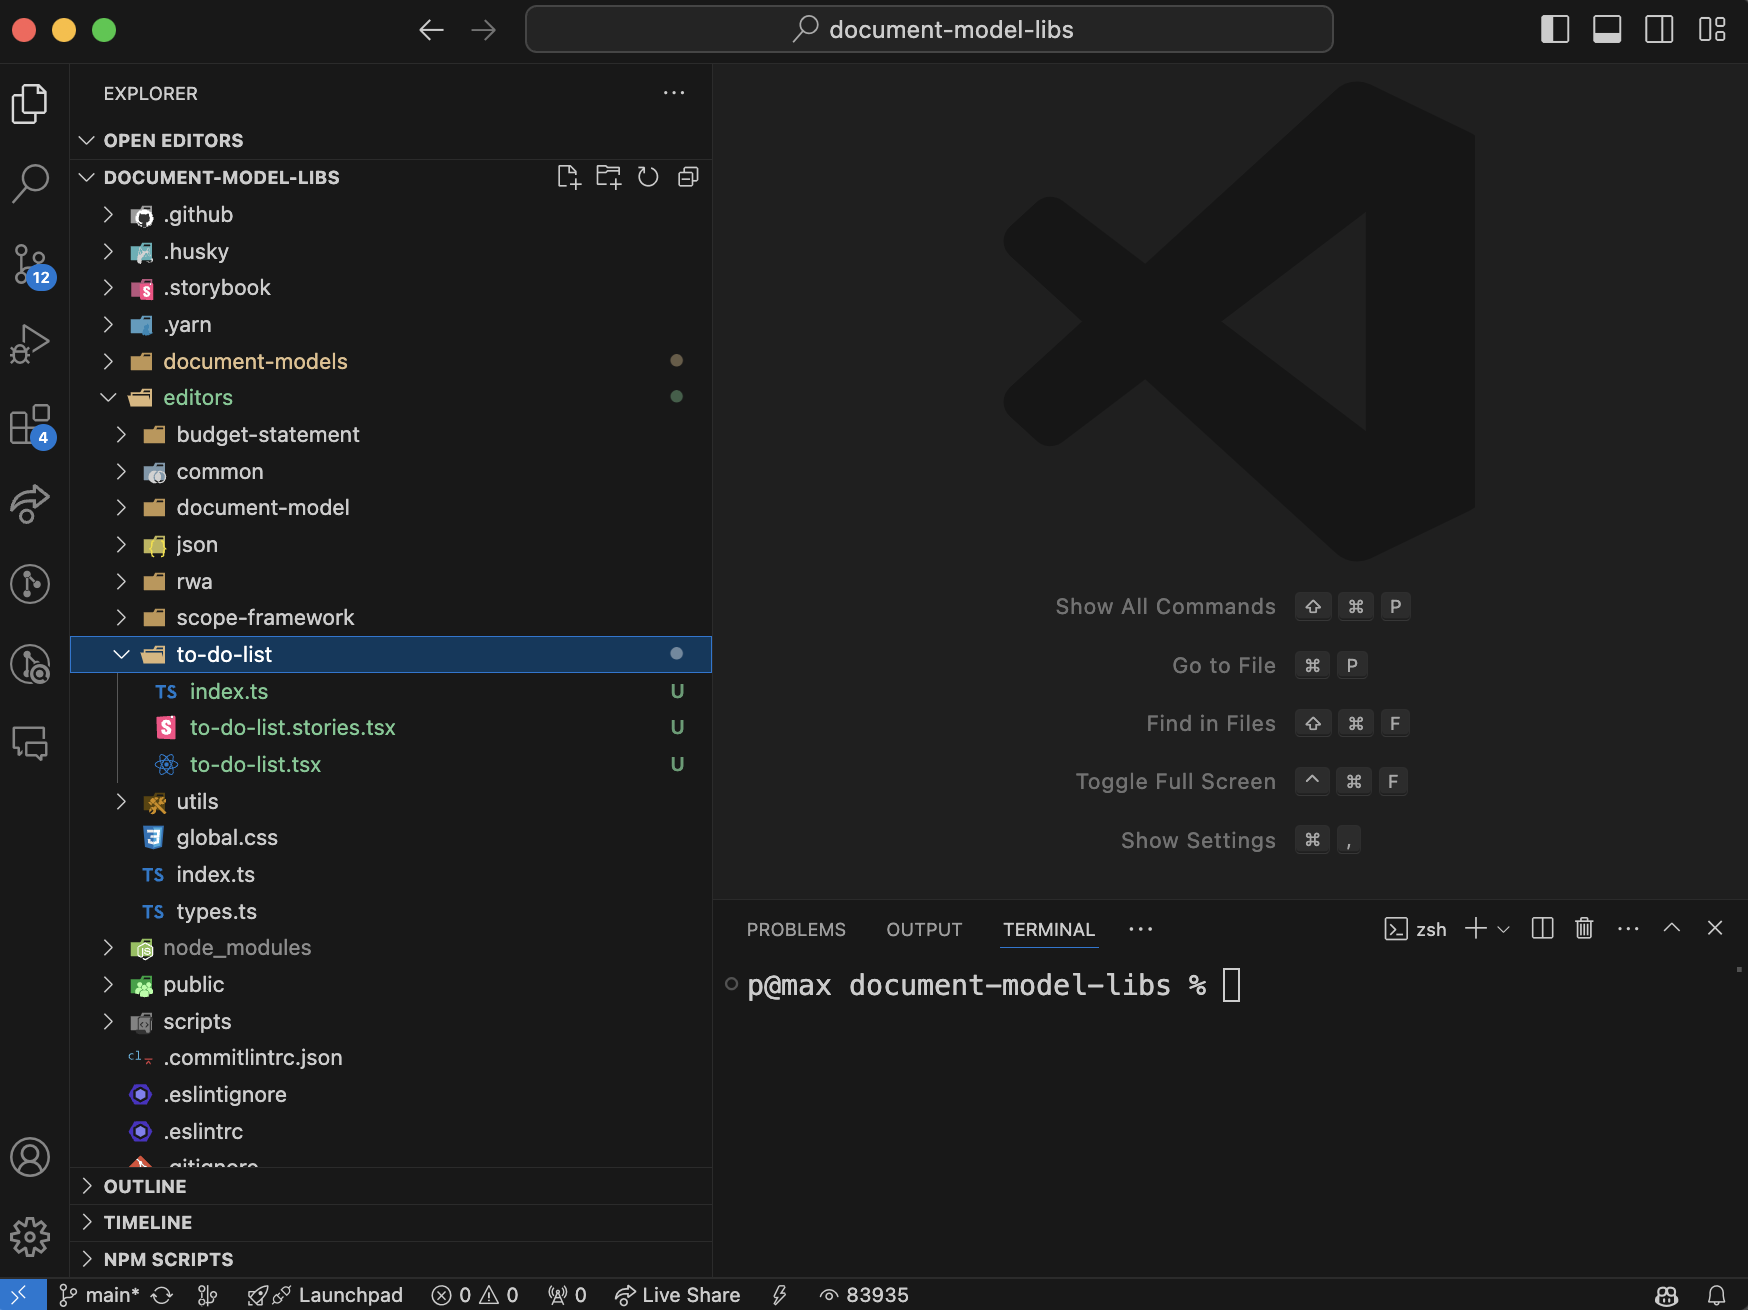 document-model-libs
EXPLORER
OPEN EDITORS
DOCUMENT-MODEL-LIBS
.github
.husky
.storybook
.yarn
document-models
editors
budget-statement
common
document-model
json
rwa
scope-framework
to-do-list
TS index.ts U
to-do-list.stories.tsx U
to-do-list.tsx U
utils
global.css
TS index.ts
TS types.ts
node_modules
public
scripts
.commitlintrc.json
.eslintignore
.eslintrc
.gitignore
OUTLINE
TIMELINE
NPM SCRIPTS
12
4
Show All Commands ⇧ ⌘ P
Go to File ⌘ P
Find in Files ⇧ ⌘ F
Toggle Full Screen ⌃ ⌘ F
Show Settings ⌘ ,
PROBLEMS OUTPUT TERMINAL ··· zsh
p@max document-model-libs %
main* Launchpad 0 0 0 Live Share 83935